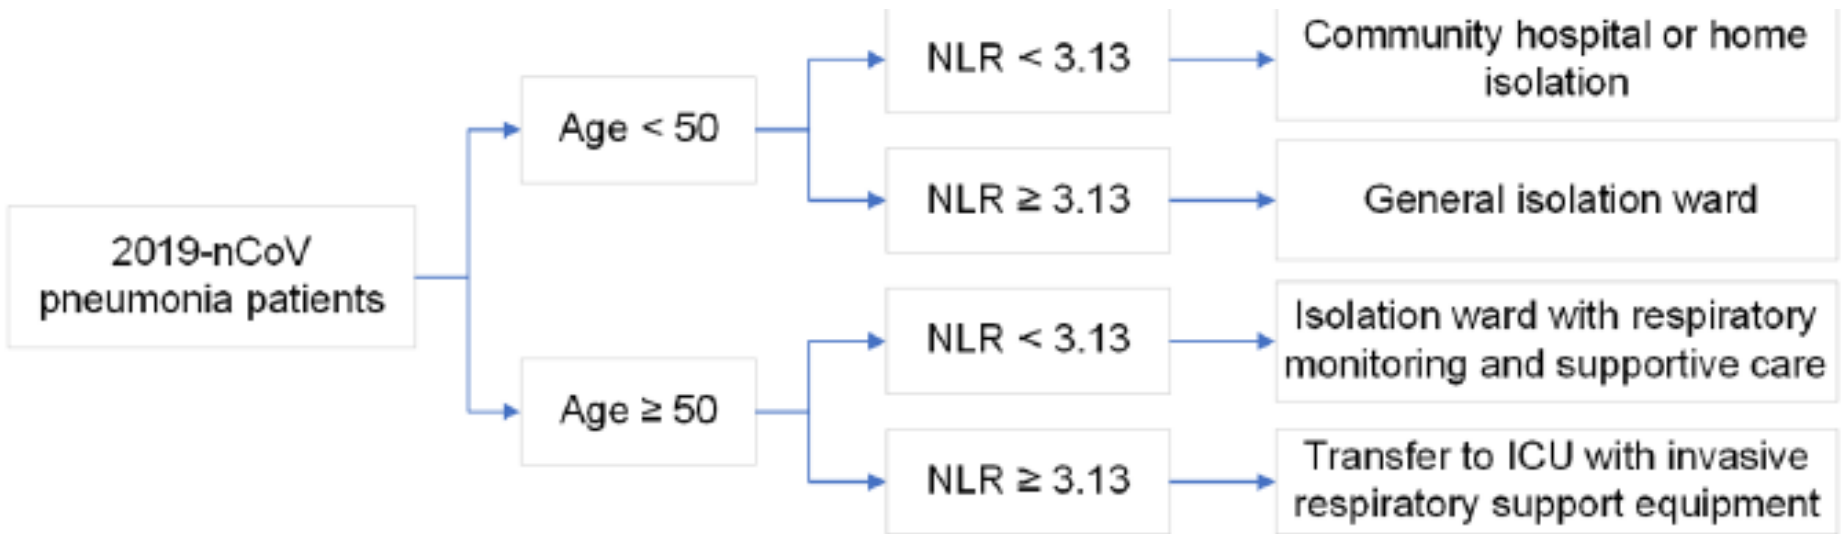 2019-nCoV
pneumonia patients
Age < 50
Age ≥ 50
NLR < 3.13
NLR ≥ 3.13
NLR < 3.13
NLR ≥ 3.13
Community hospital or home
isolation
General isolation ward
Isolation ward with respiratory
monitoring and supportive care
Transfer to ICU with invasive
respiratory support equipment